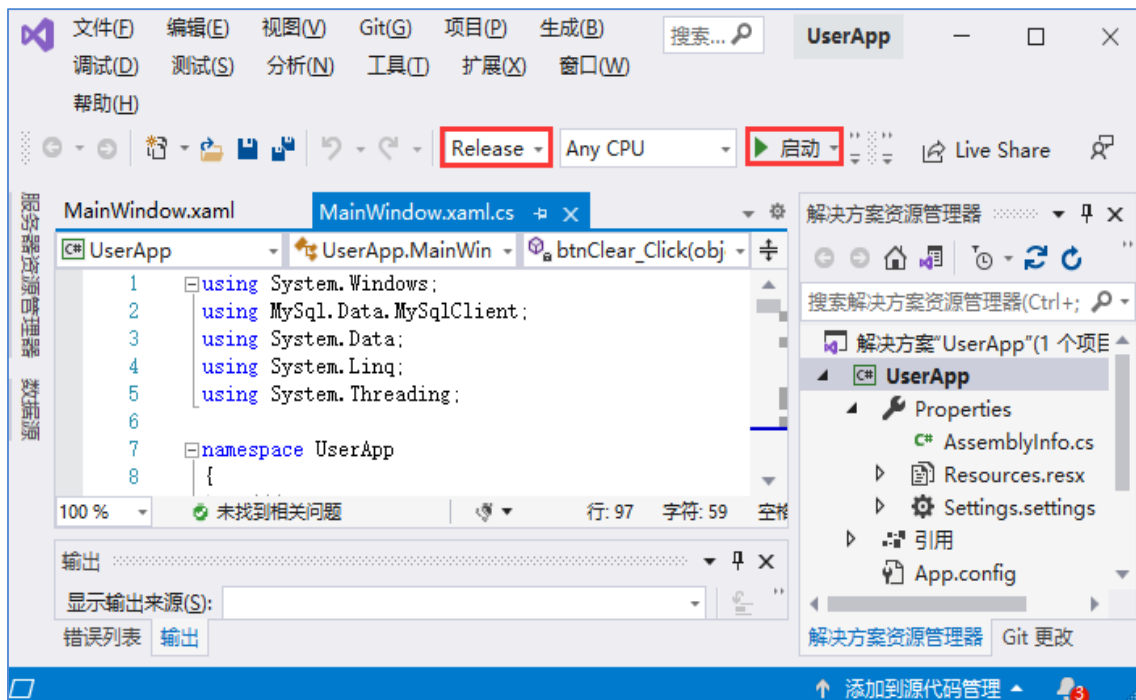 文件(F) 编辑(E) 视图(V) Git(G) 项目(P) 生成(B) 搜索... UserApp
调试(D) 测试(S) 分析(N) 工具(T) 扩展(X) 窗口(W)
帮助(H)
Release Any CPU 启动 Live Share
服务器资源管理器
数据源
MainWindow.xaml MainWindow.xaml.cs
C# UserApp UserApp.MainWin btnClear_Click(obj
1 using System.Windows;
2 using MySql.Data.MySqlClient;
3 using System.Data;
4 using System.Linq;
5 using System.Threading;
6
7 namespace UserApp
8 {
100 % 未找到相关问题 行: 97 字符: 59 空格
输出
显示输出来源(S):
错误列表 输出
解决方案资源管理器
搜索解决方案资源管理器(Ctrl+;
解决方案"UserApp"(1 个项目
C# UserApp
Properties
C# AssemblyInfo.cs
Resources.resx
Settings.settings
引用
App.config
解决方案资源管理器 Git 更改
添加到源代码管理 3